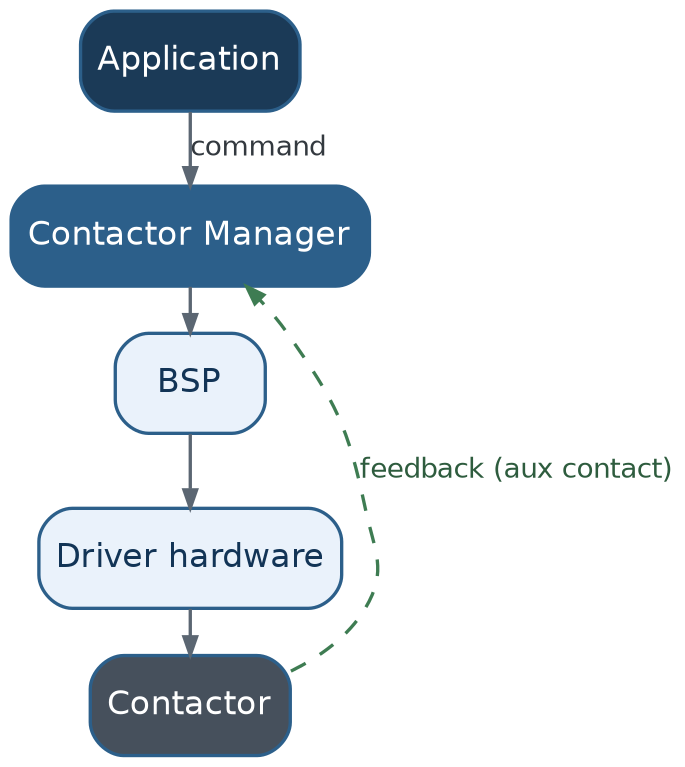 Application
command
Contactor Manager
BSP
feedback (aux contact)
Driver hardware
Contactor